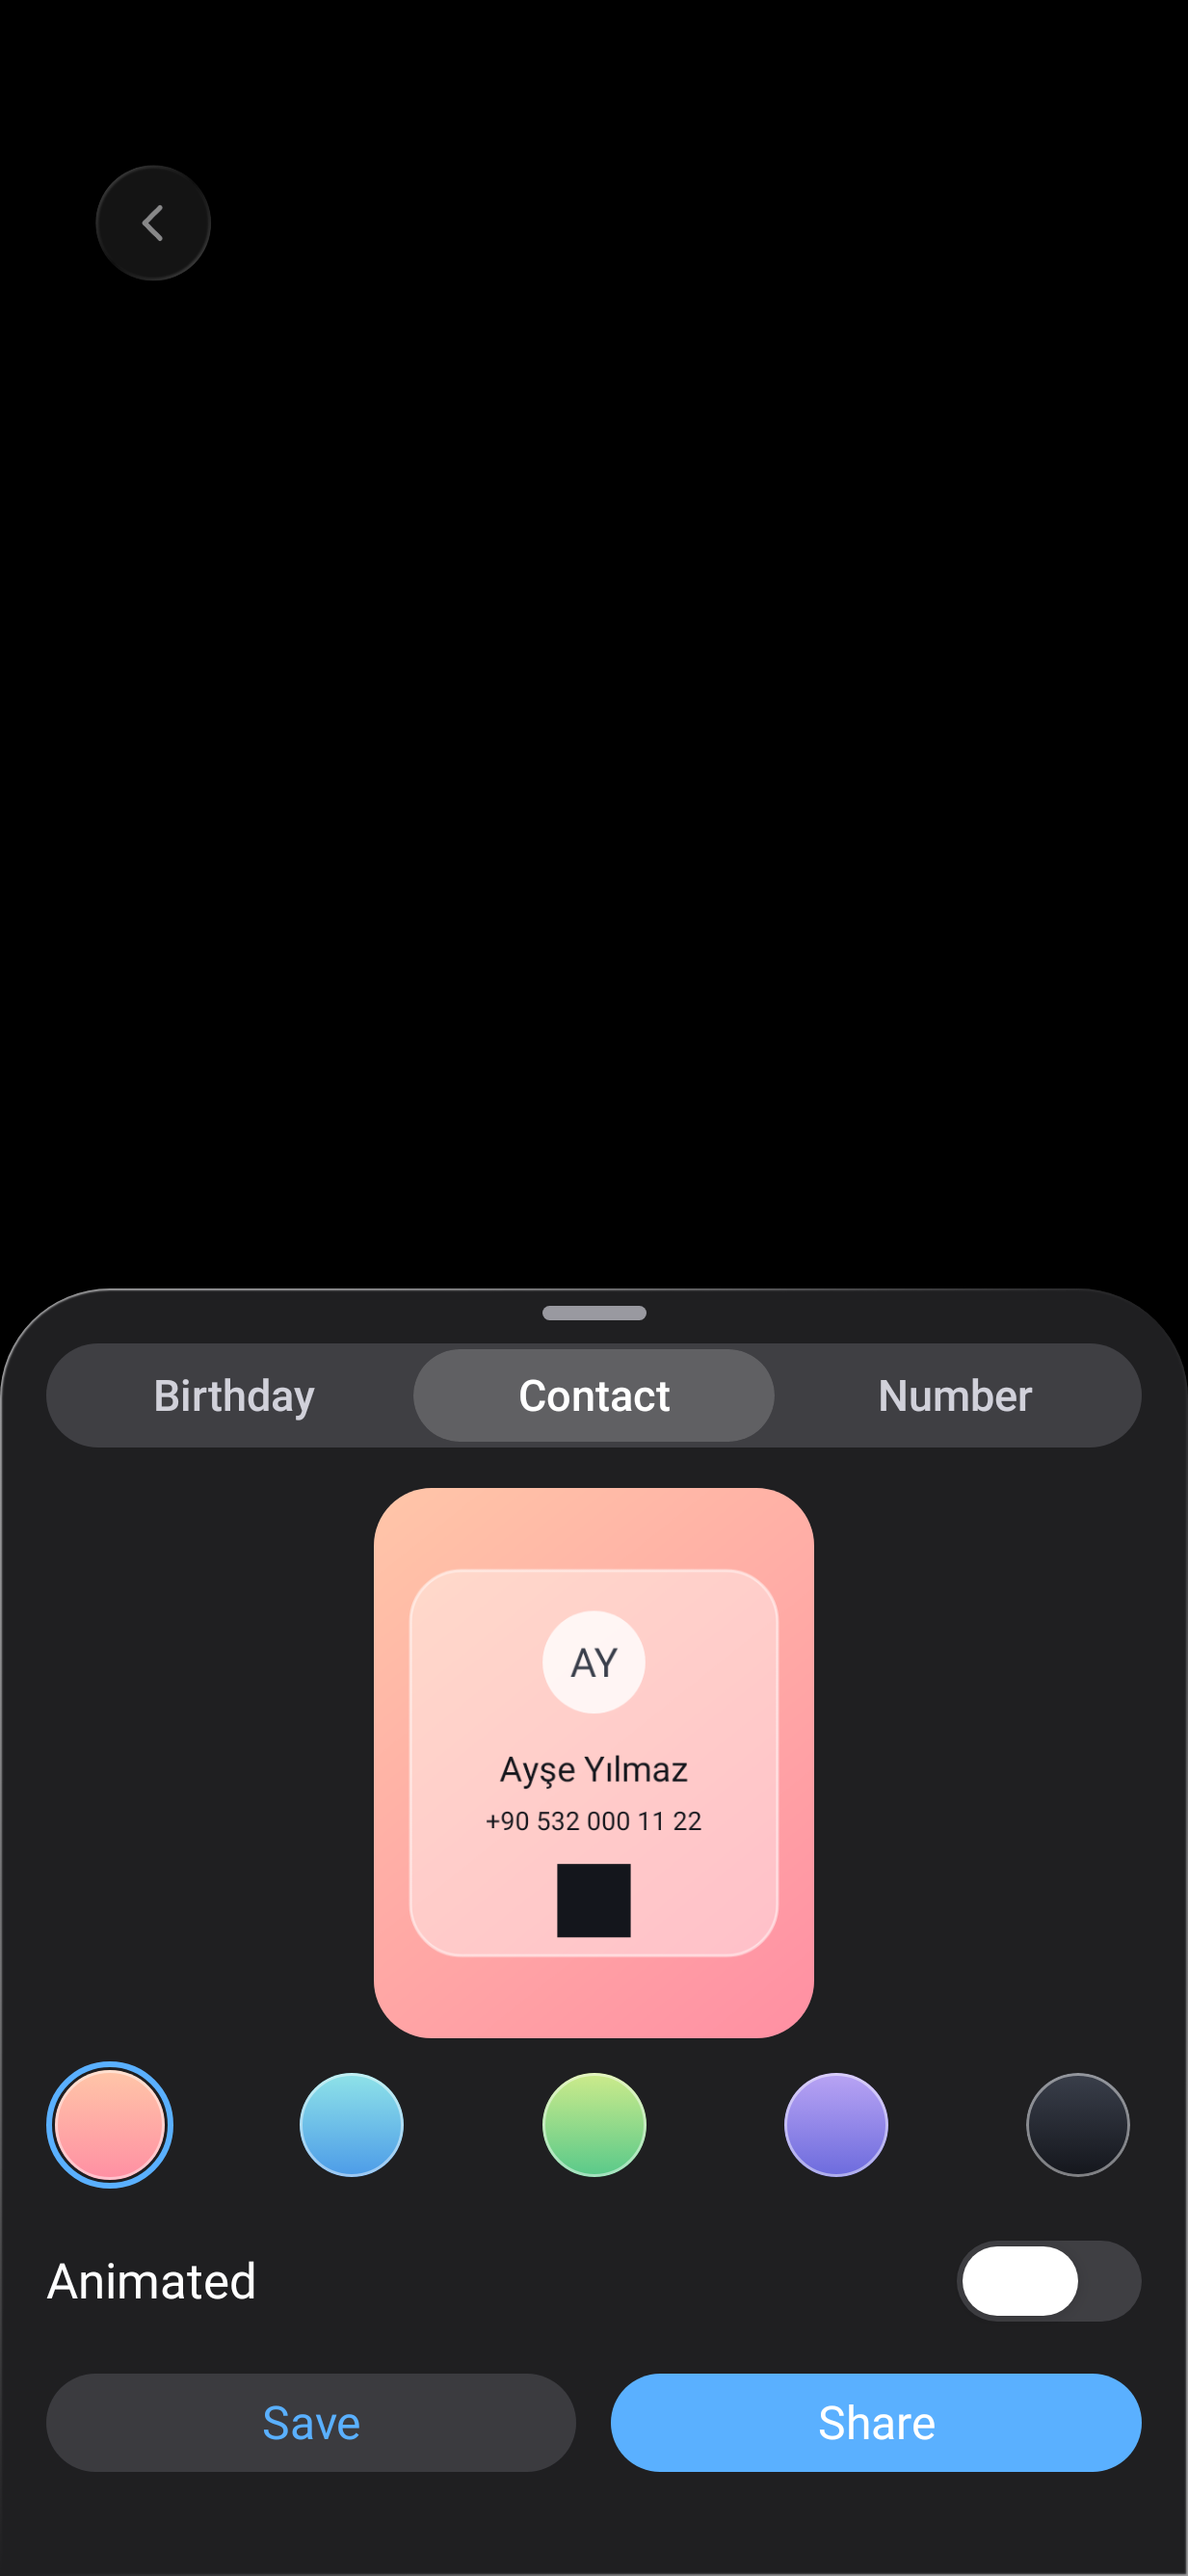 Birthday
Contact
Number
AY
Ayşe Yılmaz
+90 532 000 11 22
Animated
Save
Share